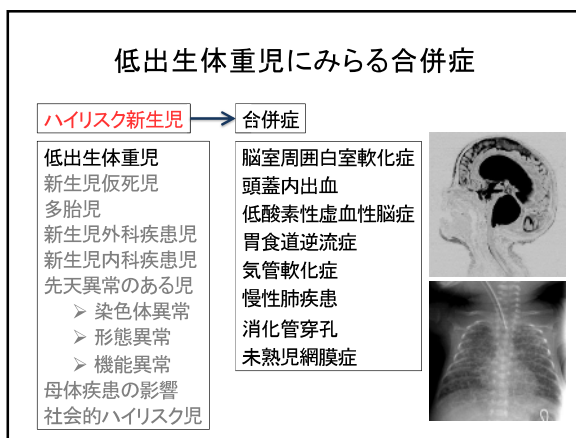 低出生体重児にみらる合併症
ハイリスク新生児
合併症
低出生体重児
新生児仮死児
多胎児
新生児外科疾患児
新生児内科疾患児
先天異常のある児
➢ 染色体異常
➢ 形態異常
➢ 機能異常
母体疾患の影響
社会的ハイリスク児
脳室周囲白室軟化症
頭蓋内出血
低酸素性虚血性脳症
胃食道逆流症
気管軟化症
慢性肺疾患
消化管穿孔
未熟児網膜症